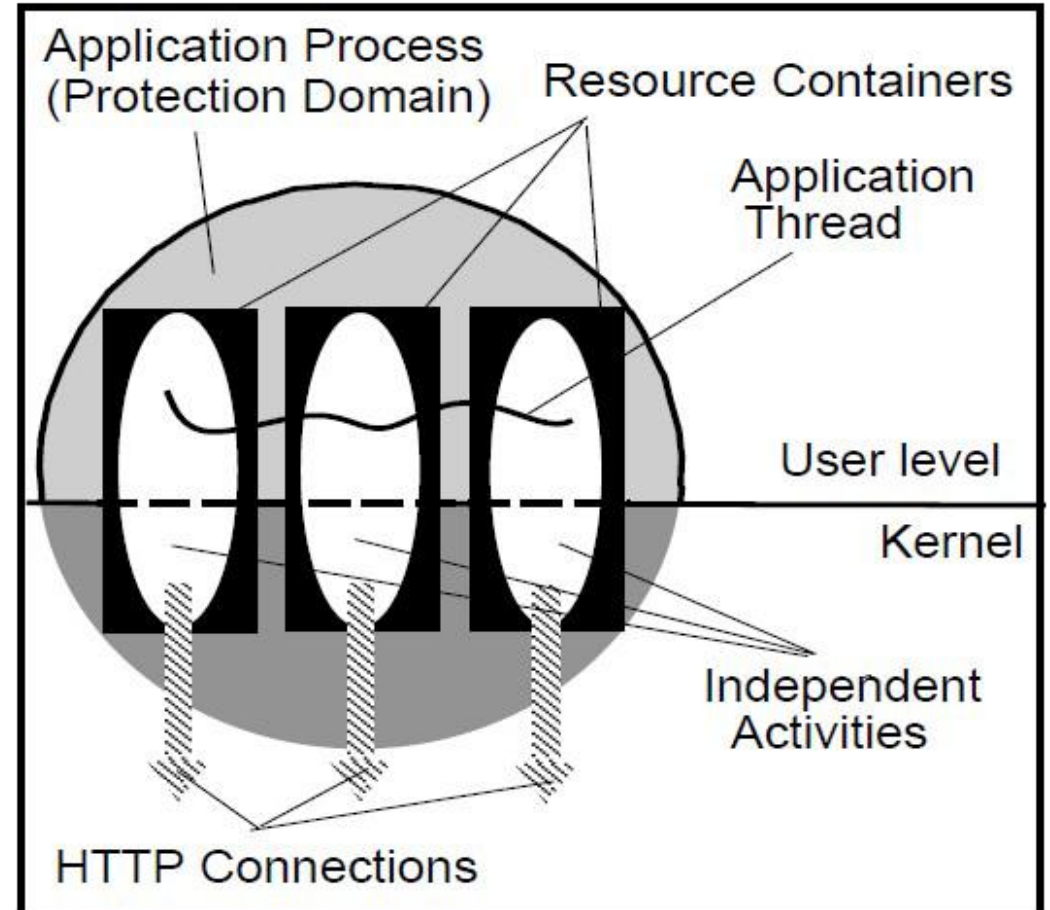 Application Process
(Protection Domain)
Resource Containers
Application
Thread
User level
Kernel
Independent
Activities
HTTP Connections